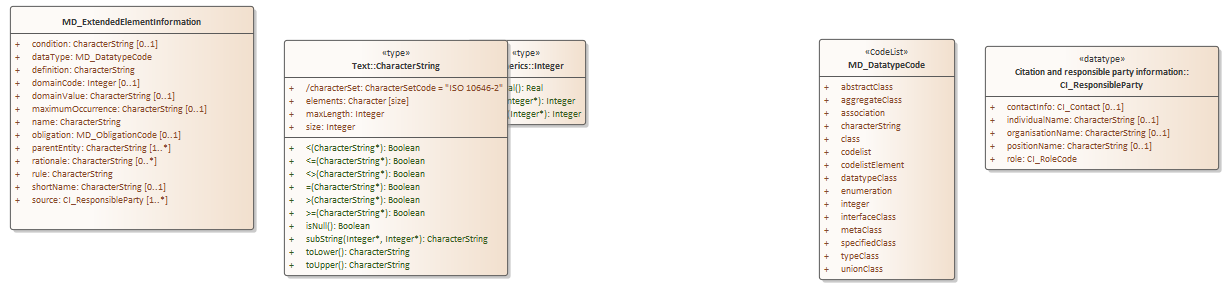 MD_ExtendedElementInformation
+ condition: CharacterString [0..1]
+ dataType: MD_DatatypeCode
+ definition: CharacterString
+ domainCode: Integer [0..1]
+ domainValue: CharacterString [0..1]
+ maximumOccurrence: CharacterString [0..1]
+ name: CharacterString
+ obligation: MD_ObligationCode [0..1]
+ parentEntity: CharacterString [1..*]
+ rationale: CharacterString [0..*]
+ rule: CharacterString
+ shortName: CharacterString [0..1]
+ source: CI_ResponsibleParty [1..*]
«type»
Text::CharacterString
+ /characterSet: CharacterSetCode = "ISO 10646-2"
+ elements: Character [size]
+ maxLength: Integer
+ size: Integer
+ <(CharacterString*): Boolean
+ <=(CharacterString*): Boolean
+ <>(CharacterString*): Boolean
+ =(CharacterString*): Boolean
+ >(CharacterString*): Boolean
+ >=(CharacterString*): Boolean
+ isNull(): Boolean
+ subString(Integer*, Integer*): CharacterString
+ toLower(): CharacterString
+ toUpper(): CharacterString
«type»
erics::Integer
al(): Real
nteger*): Integer
(Integer*): Integer
«CodeList»
MD_DatatypeCode
+ abstractClass
+ aggregateClass
+ association
+ characterString
+ class
+ codelist
+ codelistElement
+ datatypeClass
+ enumeration
+ integer
+ interfaceClass
+ metaClass
+ specifiedClass
+ typeClass
+ unionClass
«datatype»
Citation and responsible party information::
CI_ResponsibleParty
+ contactInfo: CI_Contact [0..1]
+ individualName: CharacterString [0..1]
+ organisationName: CharacterString [0..1]
+ positionName: CharacterString [0..1]
+ role: CI_RoleCode